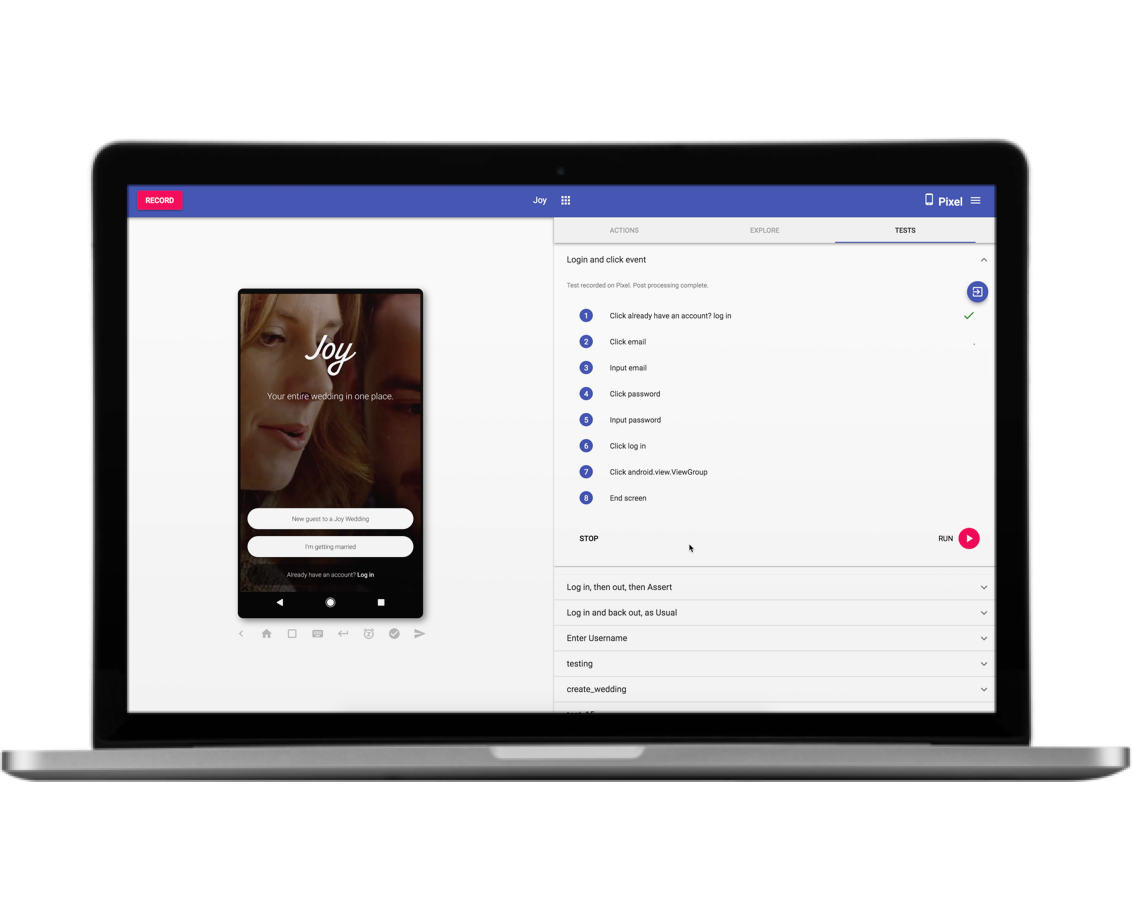 RECORD
Joy
Pixel
ACTIONS
EXPLORE
TESTS
Login and click event
Test recorded on Pixel. Post processing complete.
1 Click already have an account? log in
2 Click email
3 Input email
4 Click password
5 Input password
6 Click log in
7 Click android.view.ViewGroup
8 End screen
STOP
RUN
Log in, then out, then Assert
Log in and back out, as Usual
Enter Username
testing
create_wedding
Joy
Your entire wedding in one place.
New guest to a Joy Wedding
I'm getting married
Already have an account? Log in